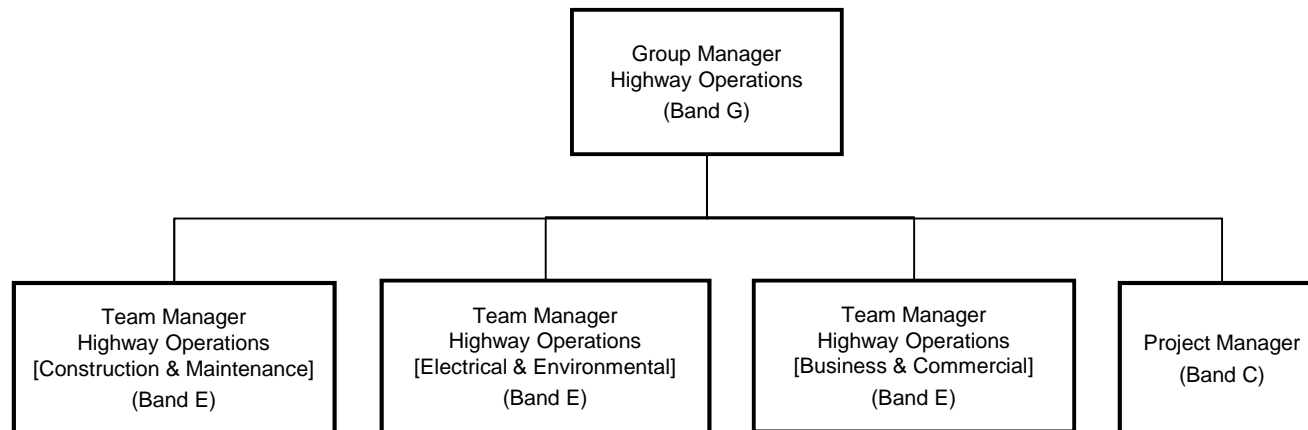 Group Manager
Highway Operations
(Band G)
Team Manager
Highway Operations
[Construction & Maintenance]
(Band E)
Team Manager
Highway Operations
[Electrical & Environmental]
(Band E)
Team Manager
Highway Operations
[Business & Commercial]
(Band E)
Project Manager
(Band C)